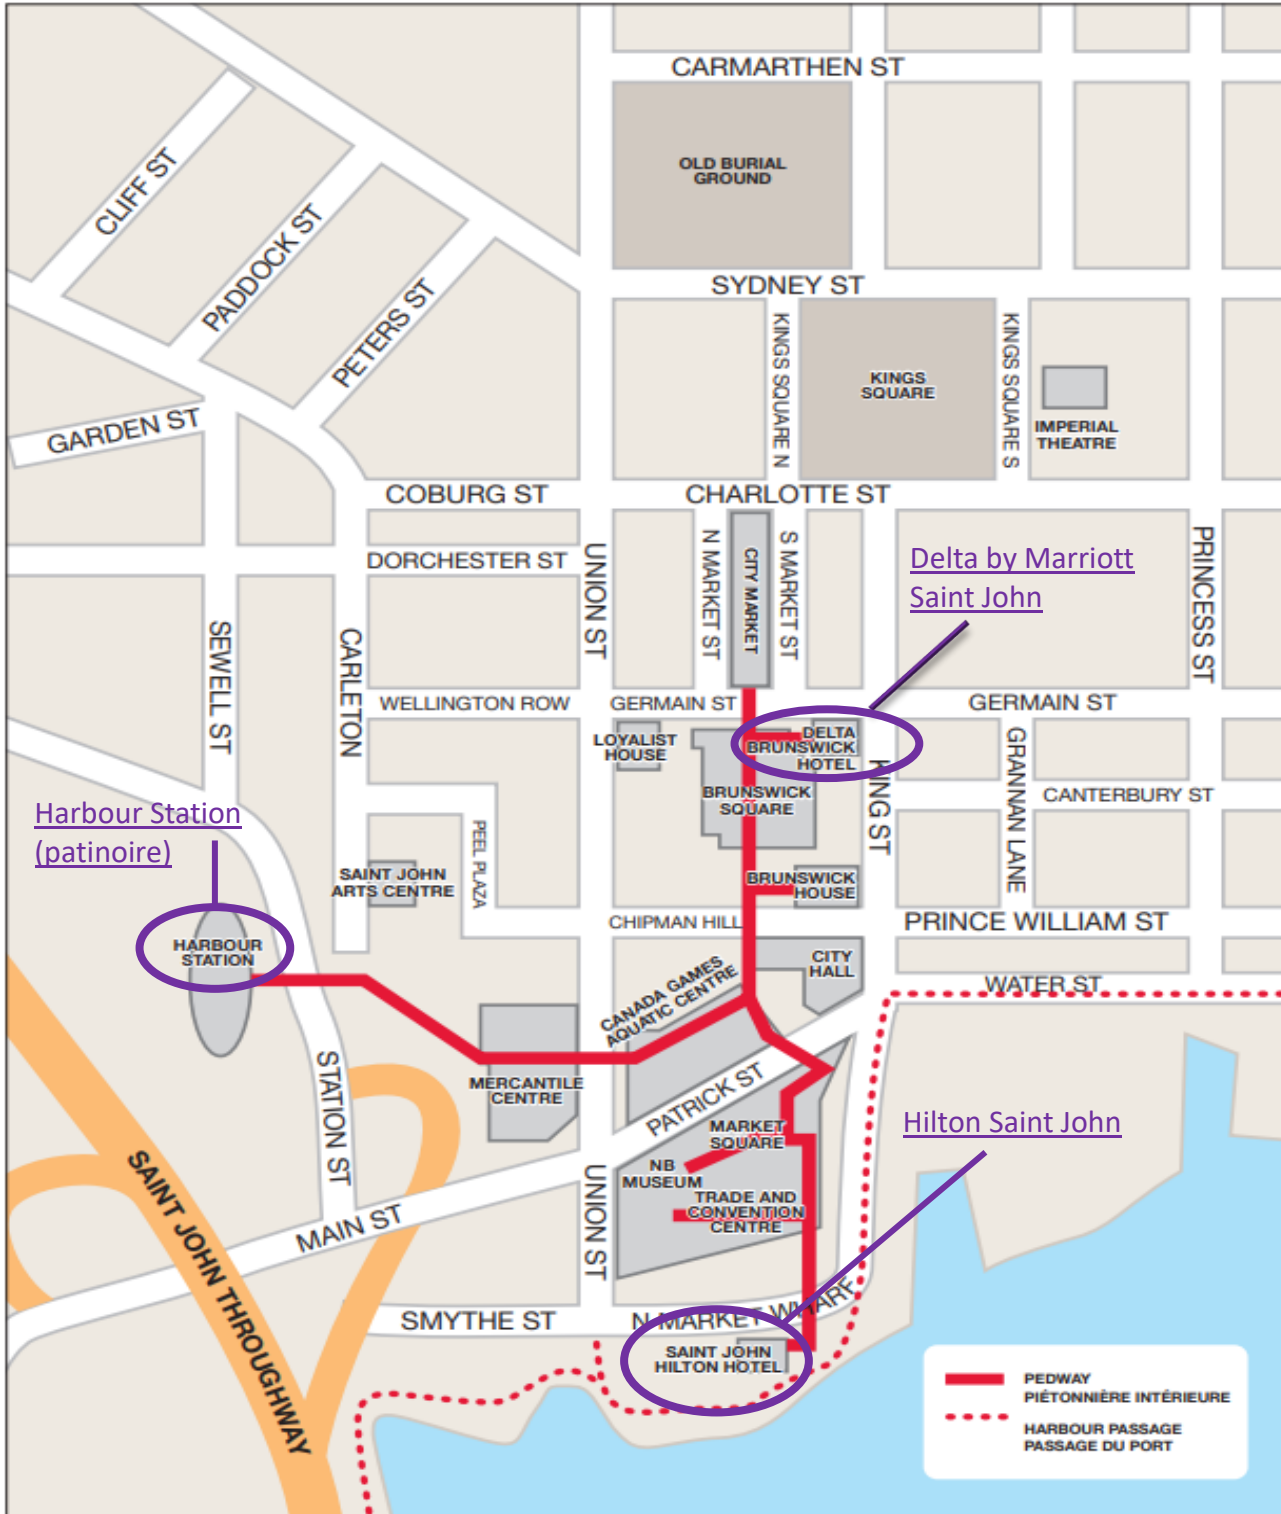 CARMARTHEN ST
CLIFF ST
OLD BURIAL
GROUND
PADDOCK ST
SYDNEY ST
PETERS ST
KINGS SQUARE N
KINGS
SQUARE
KINGS SQUARE S
IMPERIAL
THEATRE
GARDEN ST
COBURG ST
CHARLOTTE ST
DORCHESTER ST
UNION ST
N MARKET ST
CITY MARKET
S MARKET ST
Delta by Marriott
Saint John
PRINCESS ST
SEWELL ST
CARLETON
WELLINGTON ROW
GERMAIN ST
GERMAIN ST
LOYALIST
HOUSE
DELTA
BRUNSWICK
HOTEL
GRANNAN LANE
KING ST
BRUNSWICK
SQUARE
CANTERBURY ST
Harbour Station
(patinoire)
PEEL PLAZA
SAINT JOHN
ARTS CENTRE
BRUNSWICK
HOUSE
CHIPMAN HILL
PRINCE WILLIAM ST
HARBOUR
STATION
CITY
HALL
CANADA GAMES
AQUATIC CENTRE
WATER ST
STATION ST
MERCANTILE
CENTRE
PATRICK ST
MARKET
SQUARE
Hilton Saint John
NB
MUSEUM
SAINT JOHN THROUGHWAY
UNION ST
TRADE AND
CONVENTION
CENTRE
MAIN ST
SMYTHE ST
N MARKET WHARF
SAINT JOHN
HILTON HOTEL
PEDWAY
PIÉTONNIÈRE INTÉRIEURE
HARBOUR PASSAGE
PASSAGE DU PORT